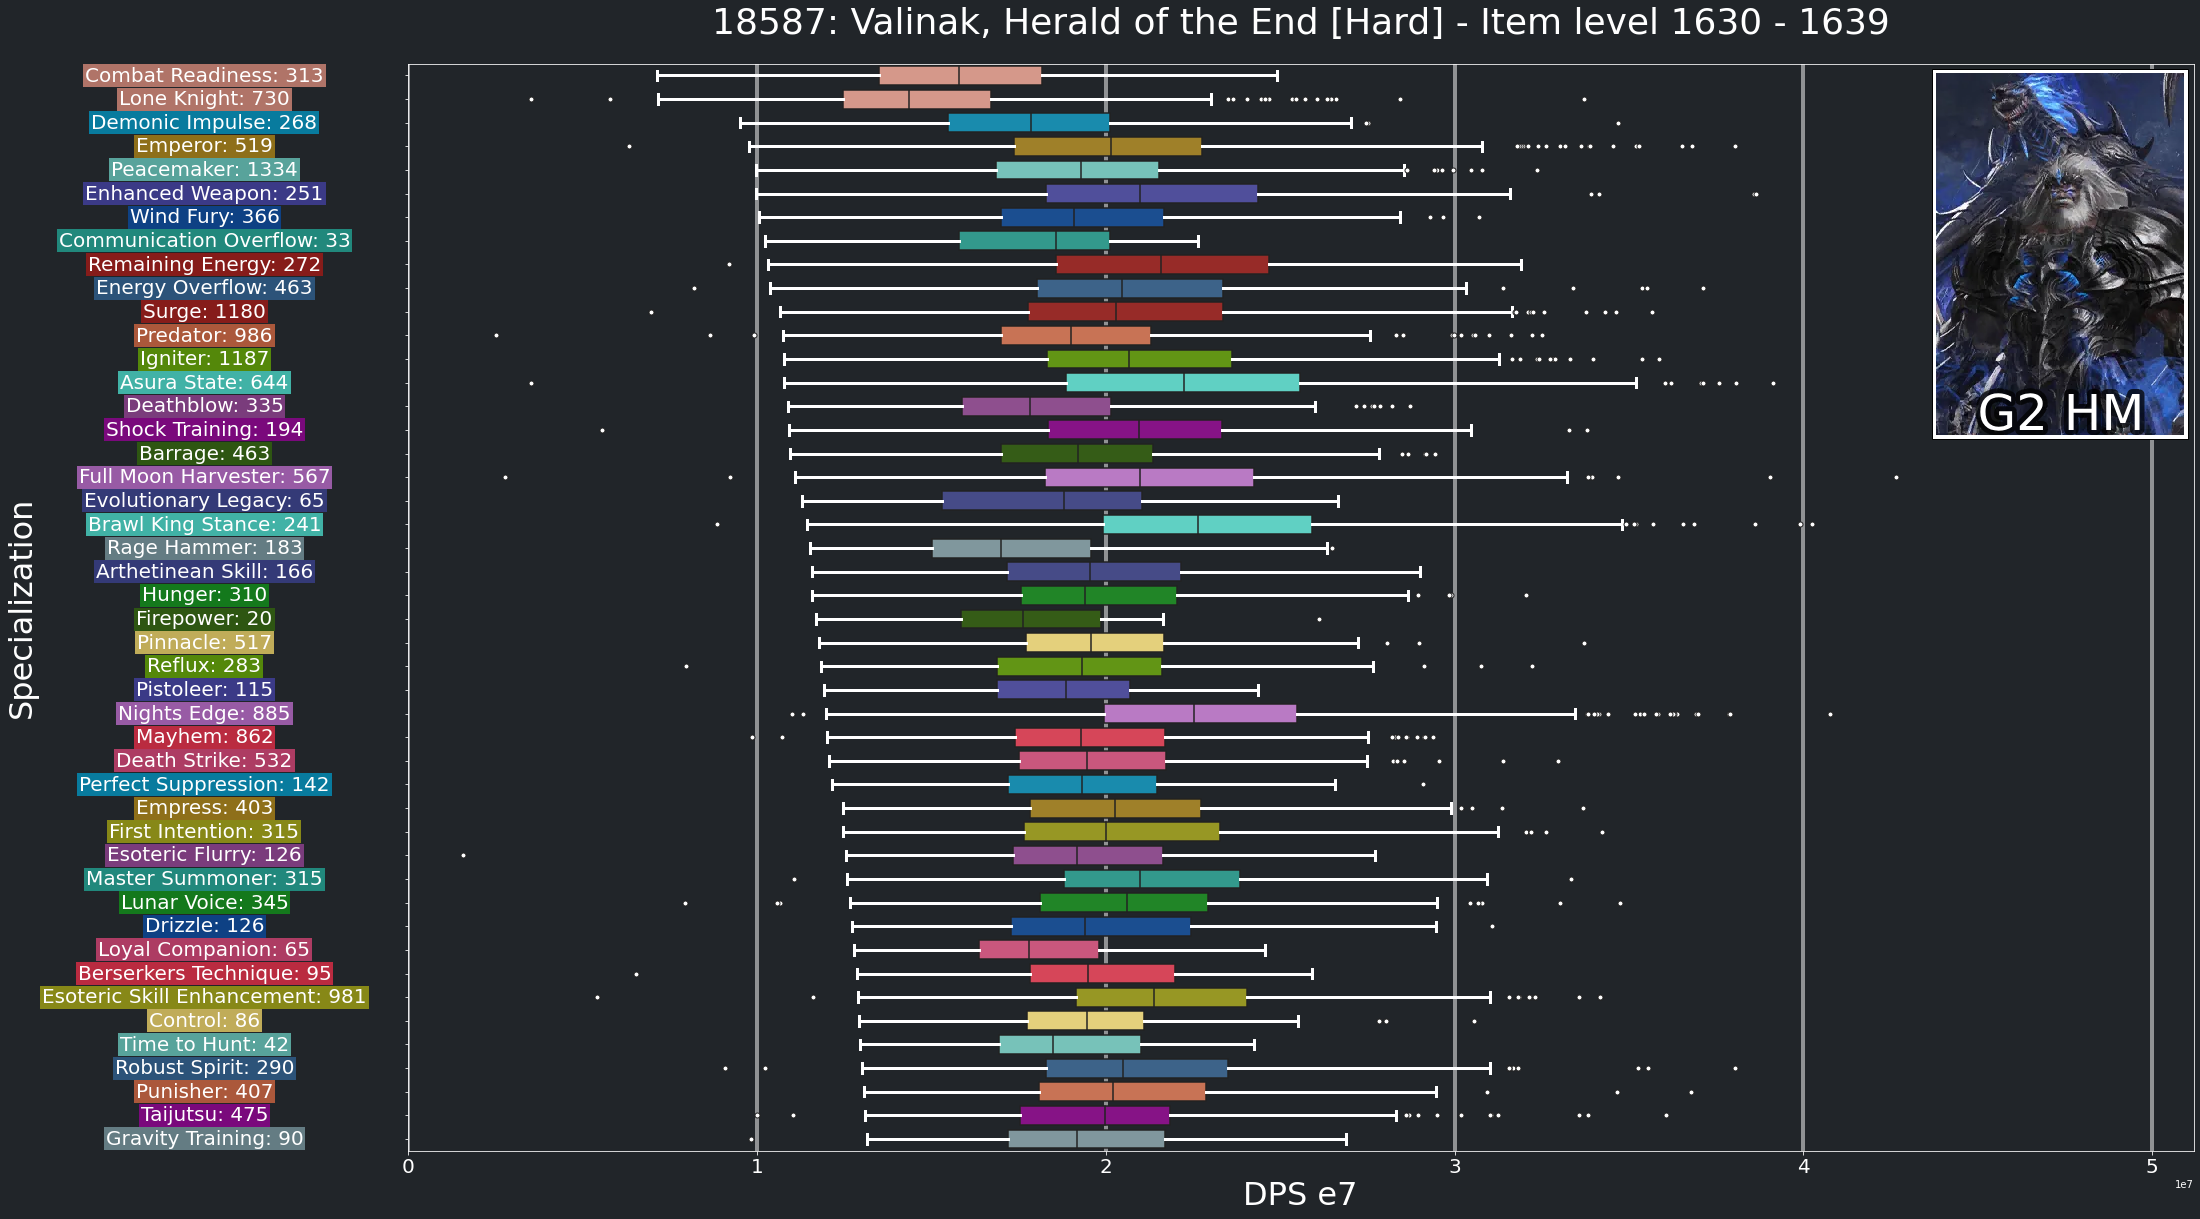 18587: Valinak, Herald of the End [Hard] - Item level 1630 - 1639
Combat Readiness: 313
Lone Knight: 730
Demonic Impulse: 268
Emperor: 519
Peacemaker: 1334
Enhanced Weapon: 251
Wind Fury: 366
Communication Overflow: 33
Remaining Energy: 272
Energy Overflow: 463
Surge: 1180
Predator: 986
Igniter: 1187
Asura State: 644
Deathblow: 335
Shock Training: 194
Barrage: 463
Full Moon Harvester: 567
Evolutionary Legacy: 65
Brawl King Stance: 241
Rage Hammer: 183
Arthetinean Skill: 166
Hunger: 310
Firepower: 20
Pinnacle: 517
Reflux: 283
Pistoleer: 115
Nights Edge: 885
Mayhem: 862
Death Strike: 532
Perfect Suppression: 142
Empress: 403
First Intention: 315
Esoteric Flurry: 126
Master Summoner: 315
Lunar Voice: 345
Drizzle: 126
Loyal Companion: 65
Berserkers Technique: 95
Esoteric Skill Enhancement: 981
Control: 86
Time to Hunt: 42
Robust Spirit: 290
Punisher: 407
Taijutsu: 475
Gravity Training: 90
Specialization
G2 HM
0 1 2 3 4 5
1e7
DPS e7